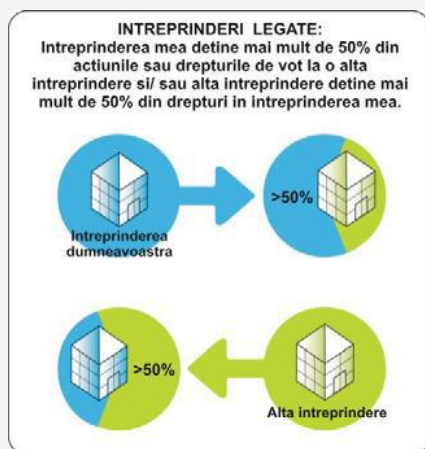 INTREPRINDERI LEGATE:
Intreprinderea mea detine mai mult de 50% din
actiunile sau drepturile de vot la o alta
intreprindere si/ sau alta intreprindere detine mai
mult de 50% din drepturi in intreprinderea mea.
>50%
Intreprinderea
dumneavoastra
>50%
Alta intreprindere